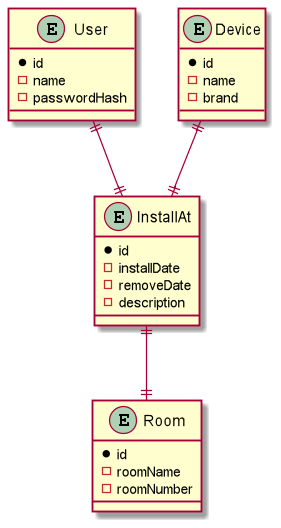 E User
id
name
passwordHash
E Device
id
name
brand
E InstallAt
id
installDate
removeDate
description
E Room
id
roomName
roomNumber